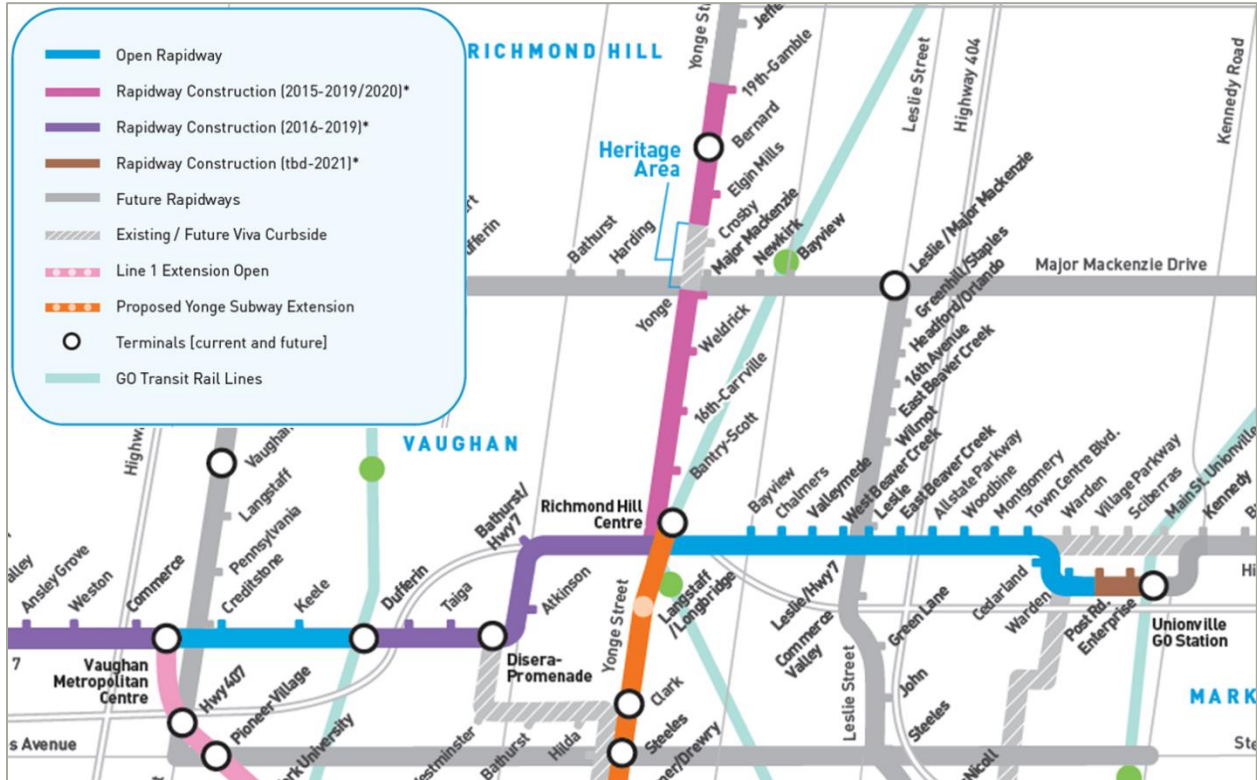 Open Rapidway
Rapidway Construction (2015-2019/2020)*
Rapidway Construction (2016-2019)*
Rapidway Construction (tbd-2021)*
Future Rapidways
Existing / Future Viva Curbside
Line 1 Extension Open
Proposed Yonge Subway Extension
Terminals [current and future]
GO Transit Rail Lines
RICHMOND HILL
Yonge St
19th-Gamble
Bernard
Elgin Mills
Heritage
Area
Crosby
Major Mackenzie
Newkirk
Bayview
Leslie Street
Highway 404
Kennedy Road
Bathurst
Harding
Leslie/Major Mackenzie
Major Mackenzie Drive
Greenhill/Staples
Headford/Orlando
16th Avenue
East Beaver Creek
Wilmot
West Beaver Creek
Yonge
Weldrick
16th-Carrville
Bantry-Scott
VAUGHAN
Vaughan
Langstaff
Pennsylvania
Creditstone
Keele
Dufferin
Taiga
Bathurst/
Hwy7
Atkinson
Richmond Hill
Centre
Bayview
Chalmers
Valleymede
Leslie
East Beaver Creek
Allstate Parkway
Woodbine
Montgomery
Town Centre Blvd.
Warden
Village Parkway
Sciberras
Main St. Unionville
Kennedy
Ansley Grove
Weston
Commerce
7
Vaughan
Metropolitan
Centre
Hwy407
Pioneer Village
Disera-
Promenade
Yonge Street
Langstaff
/Longbridge
Leslie/Hwy7
Commerce
Valley
Green Lane
Leslie Street
John
Steeles
Cedarland
Warden
Post Rd.
Enterprise
Unionville
GO Station
MARK
Clark
Steeles
s Avenue
Bathurst
Hilda